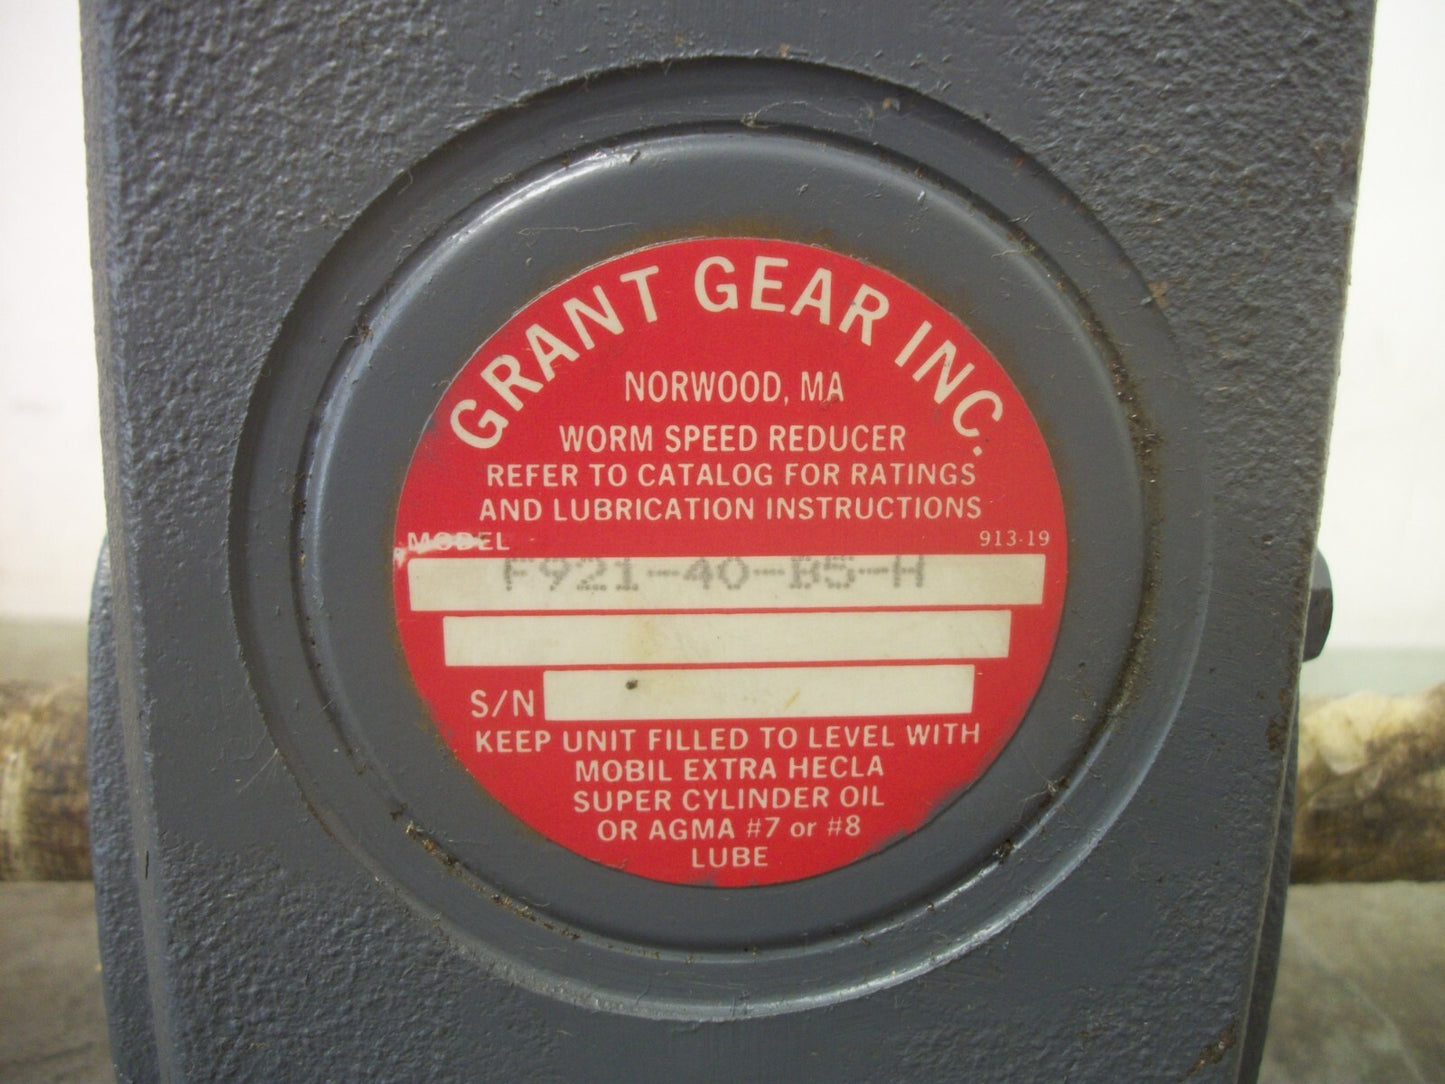 GRANT GEAR INC.
NORWOOD, MA
WORM SPEED REDUCER
REFER TO CATALOG FOR RATINGS
AND LUBRICATION INSTRUCTIONS
MODEL 913-19
F921-40-B5-H
S/N
KEEP UNIT FILLED TO LEVEL WITH
MOBIL EXTRA HECLA
SUPER CYLINDER OIL
OR AGMA #7 or #8
LUBE